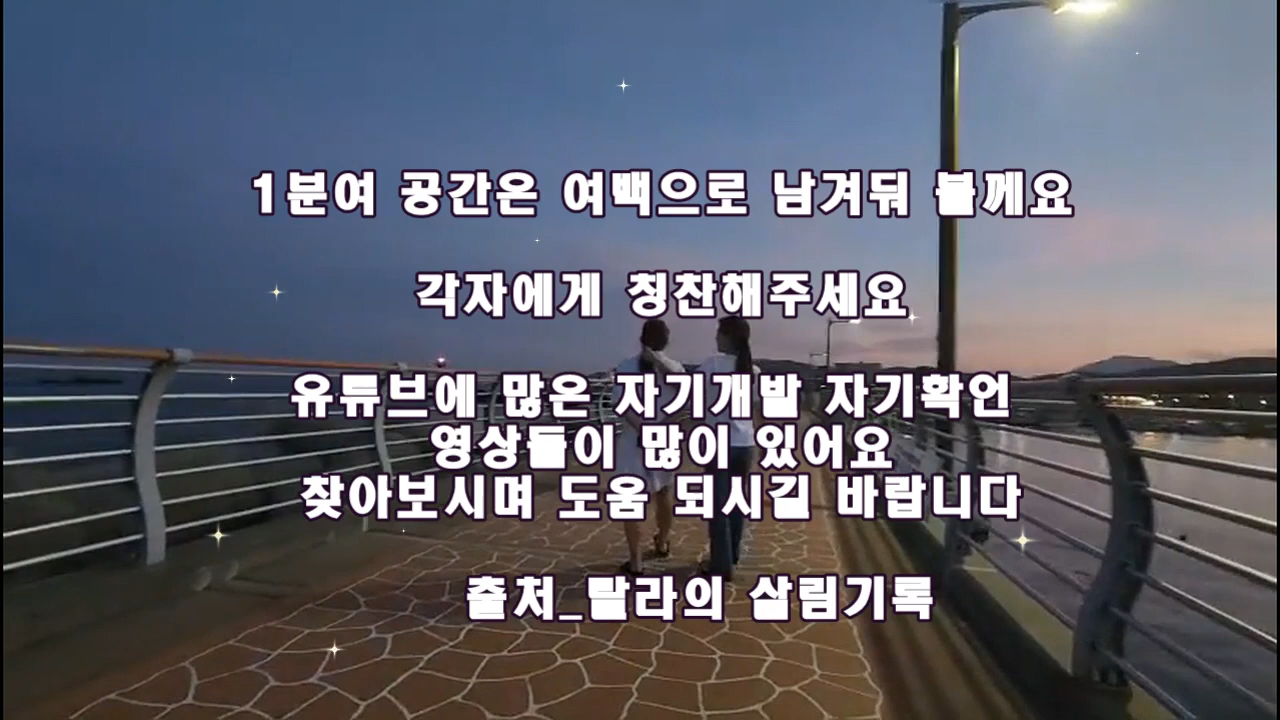 1분여 공간은 여백으로 남겨둬 볼께요
각자에게 칭찬해주세요
유튜브에 많은 자기개발 자기확언
영상들이 많이 있어요
찾아보시며 도움 되시길 바랍니다
출처_탈라의 살림기록